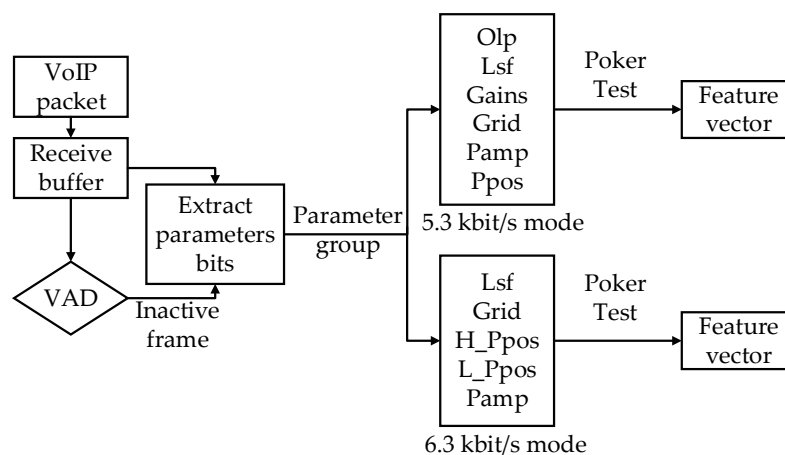 VoIP
packet
Receive
buffer
VAD
Inactive
frame
Extract
parameters
bits
Parameter
group
Olp
Lsf
Gains
Grid
Pamp
Ppos
5.3 kbit/s mode
Poker
Test
Feature
vector
Lsf
Grid
H_Ppos
L_Ppos
Pamp
6.3 kbit/s mode
Poker
Test
Feature
vector